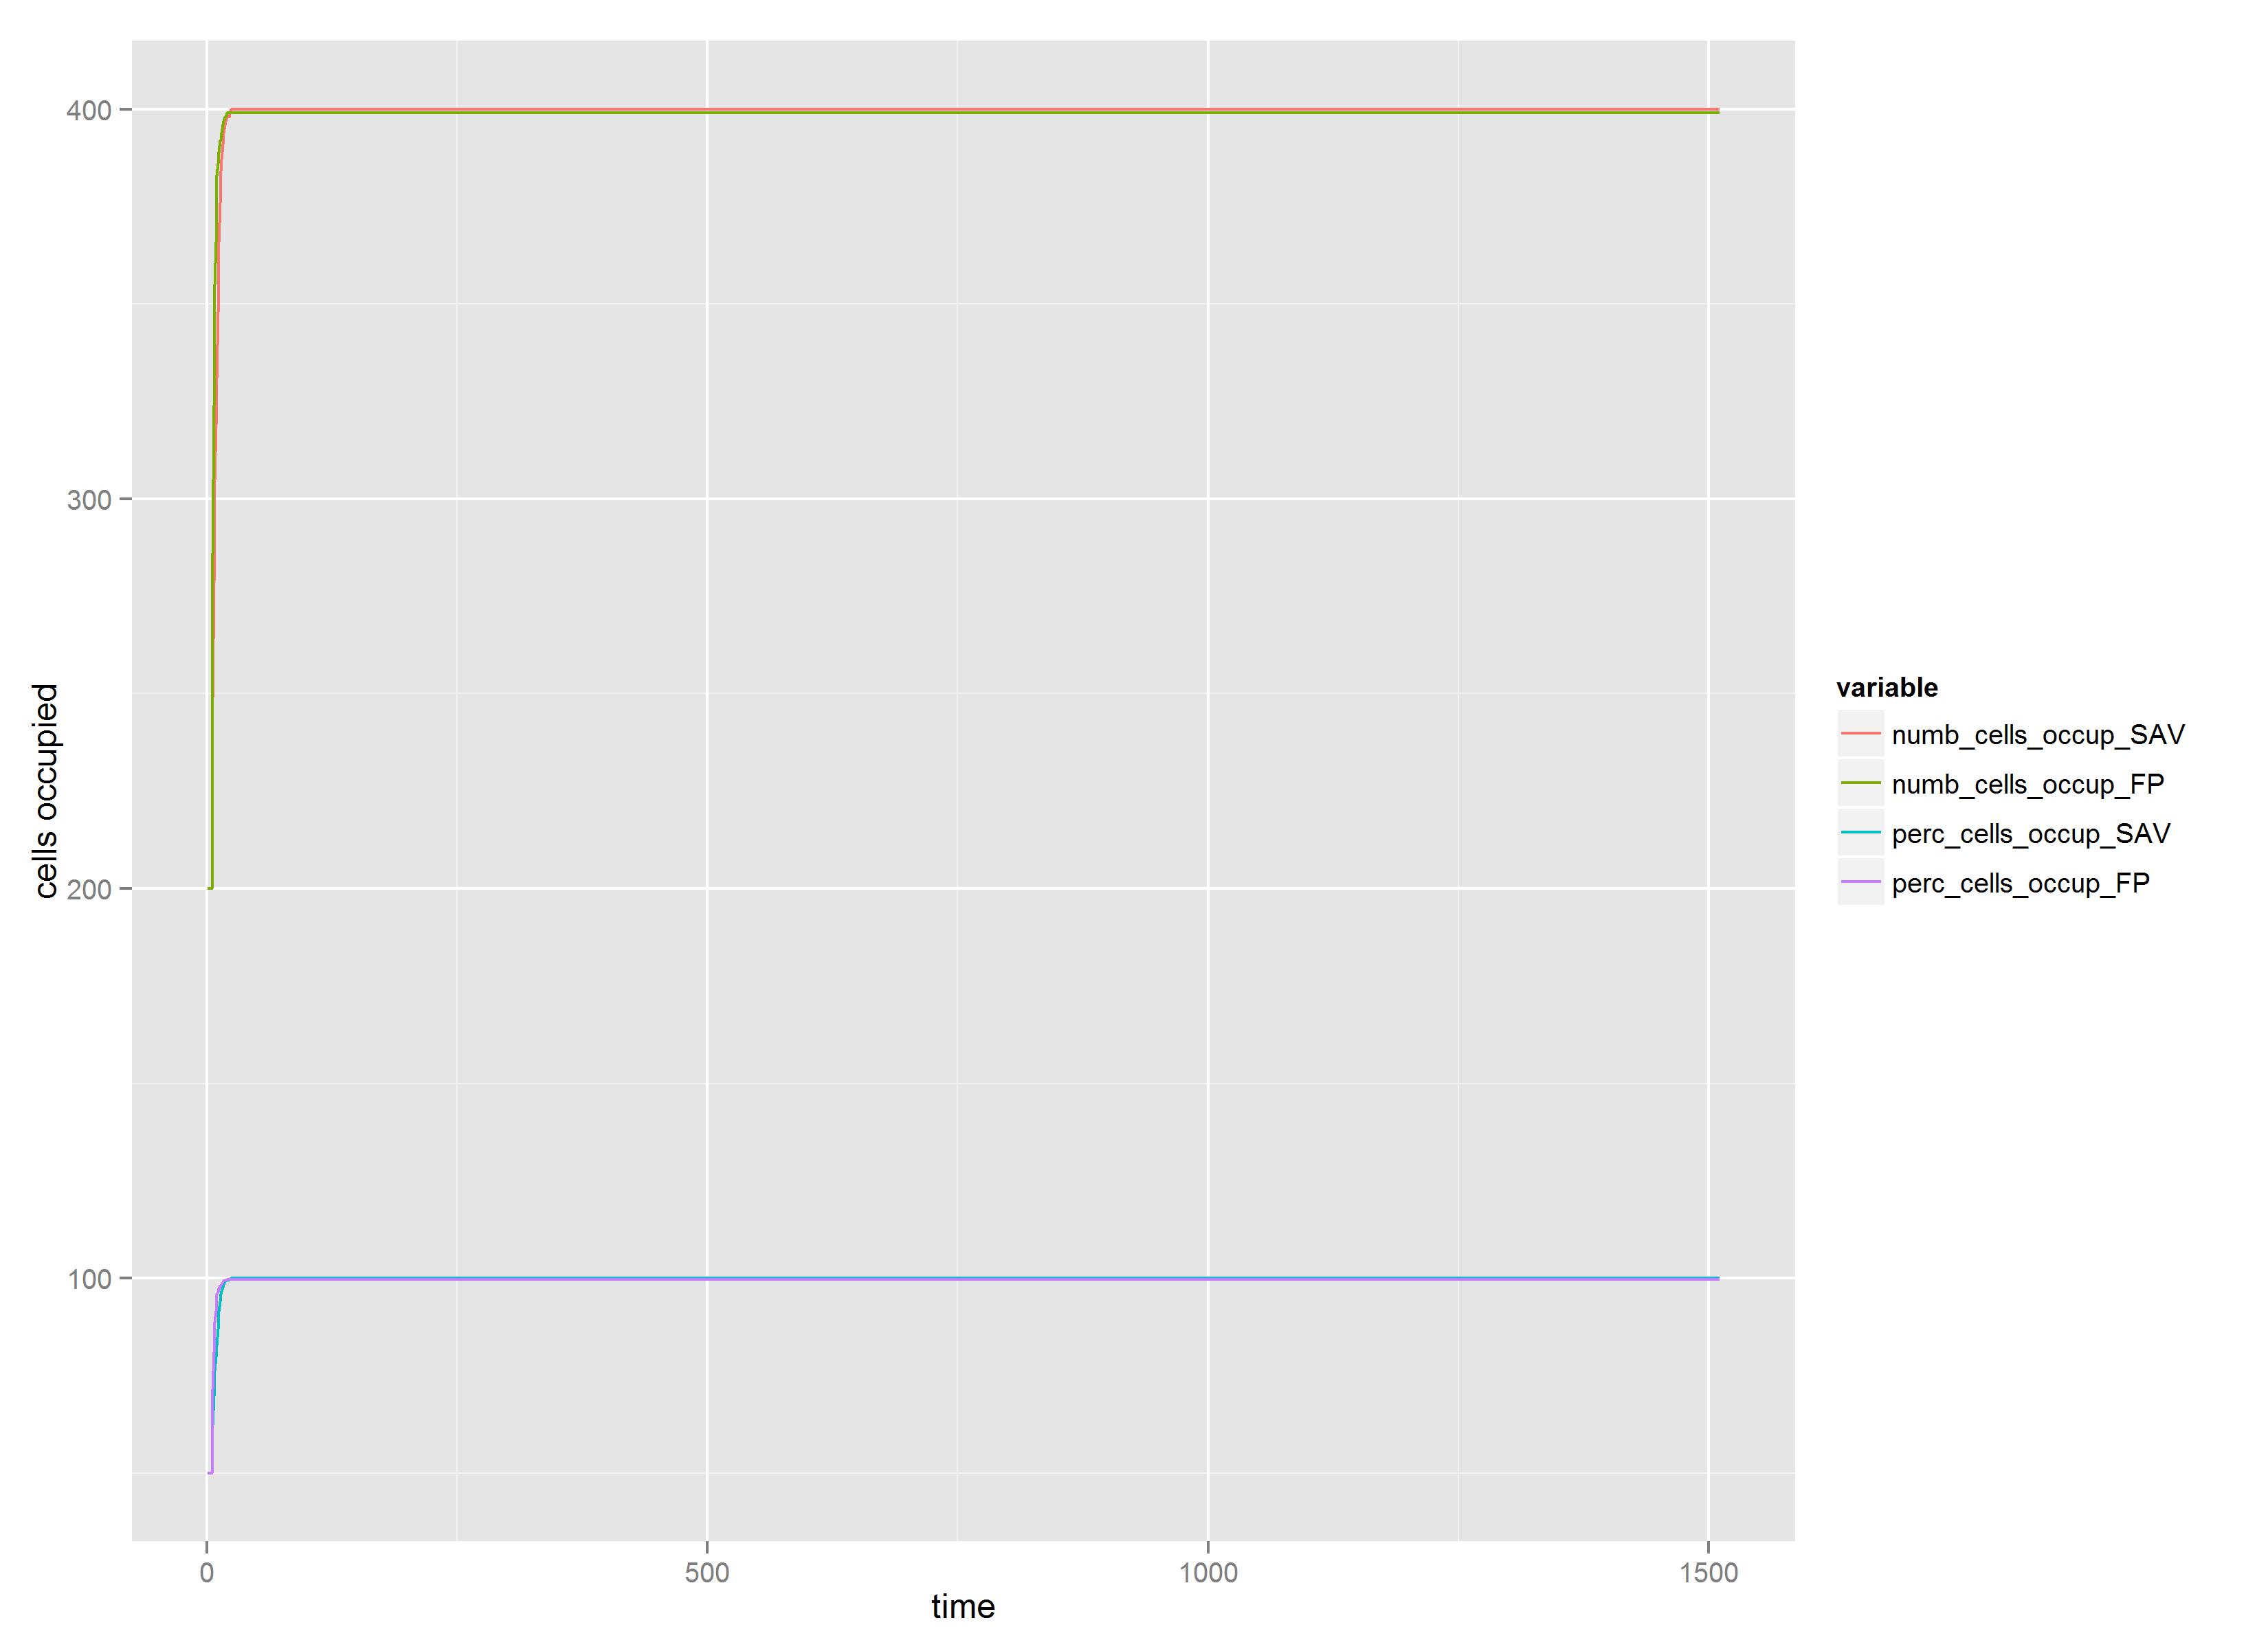 400
300
200
100
cells occupied
0 500 1000 1500
time
variable
numb_cells_occup_SAV
numb_cells_occup_FP
perc_cells_occup_SAV
perc_cells_occup_FP